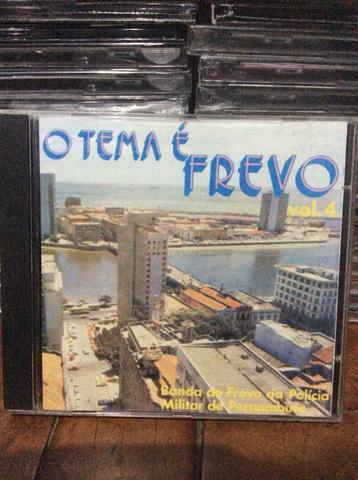 O TEMA É
FREVO
vol.4
Banda de Frevo da Polícia
Militar de Pernambuco